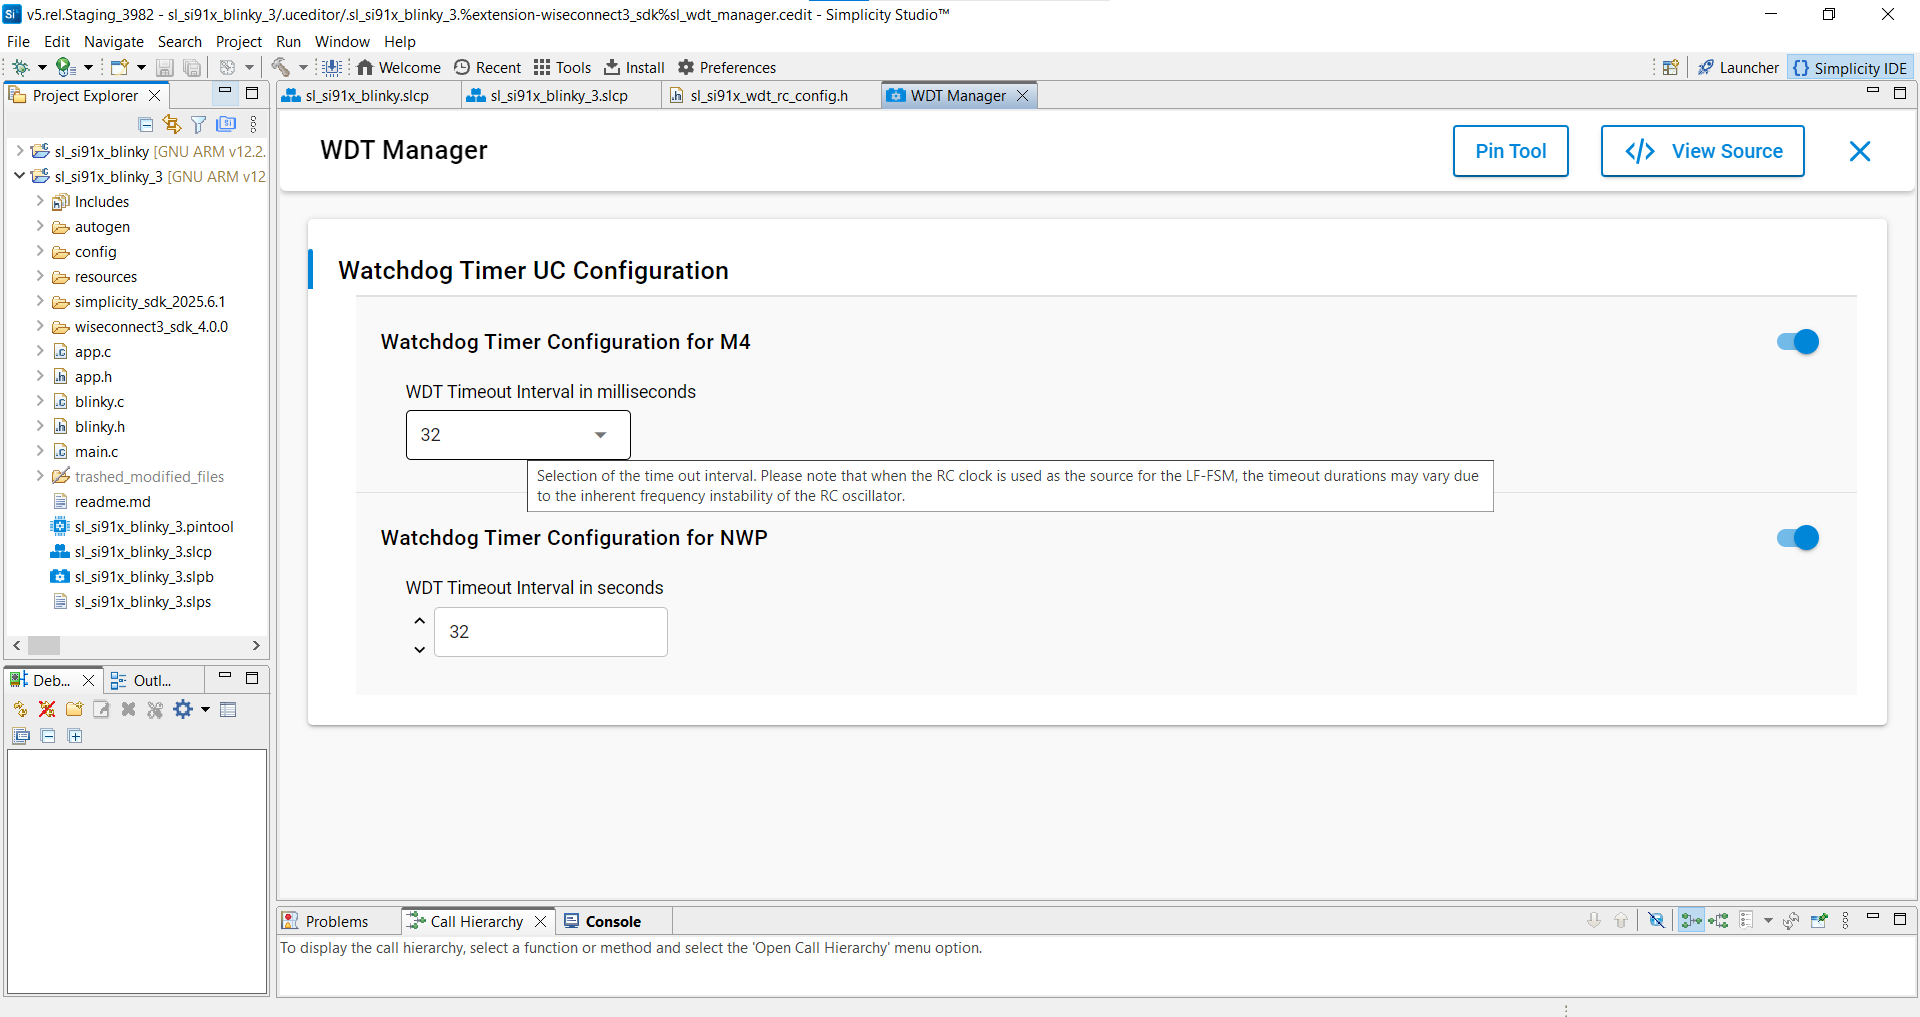 v5.rel.Staging_3982 - sl_si91x_blinky_3/.uceditor/.sl_si91x_blinky_3.%extension-wiseconnect3_sdk%sl_wdt_manager.cedit - Simplicity Studio™
File Edit Navigate Search Project Run Window Help
Welcome Recent Tools Install Preferences Launcher Simplicity IDE
Project Explorer
sl_si91x_blinky.slcp sl_si91x_blinky_3.slcp sl_si91x_wdt_rc_config.h WDT Manager
sl_si91x_blinky [GNU ARM v12.2.
sl_si91x_blinky_3 [GNU ARM v12
Includes
autogen
config
resources
simplicity_sdk_2025.6.1
wiseconnect3_sdk_4.0.0
app.c
app.h
blinky.c
blinky.h
main.c
trashed_modified_files
readme.md
sl_si91x_blinky_3.pintool
sl_si91x_blinky_3.slcp
sl_si91x_blinky_3.slpb
sl_si91x_blinky_3.slps
WDT Manager
Pin Tool
View Source
Watchdog Timer UC Configuration
Watchdog Timer Configuration for M4
WDT Timeout Interval in milliseconds
32
Selection of the time out interval. Please note that when the RC clock is used as the source for the LF-FSM, the timeout durations may vary due
to the inherent frequency instability of the RC oscillator.
Watchdog Timer Configuration for NWP
WDT Timeout Interval in seconds
32
Deb... Outl...
Problems Call Hierarchy Console
To display the call hierarchy, select a function or method and select the 'Open Call Hierarchy' menu option.